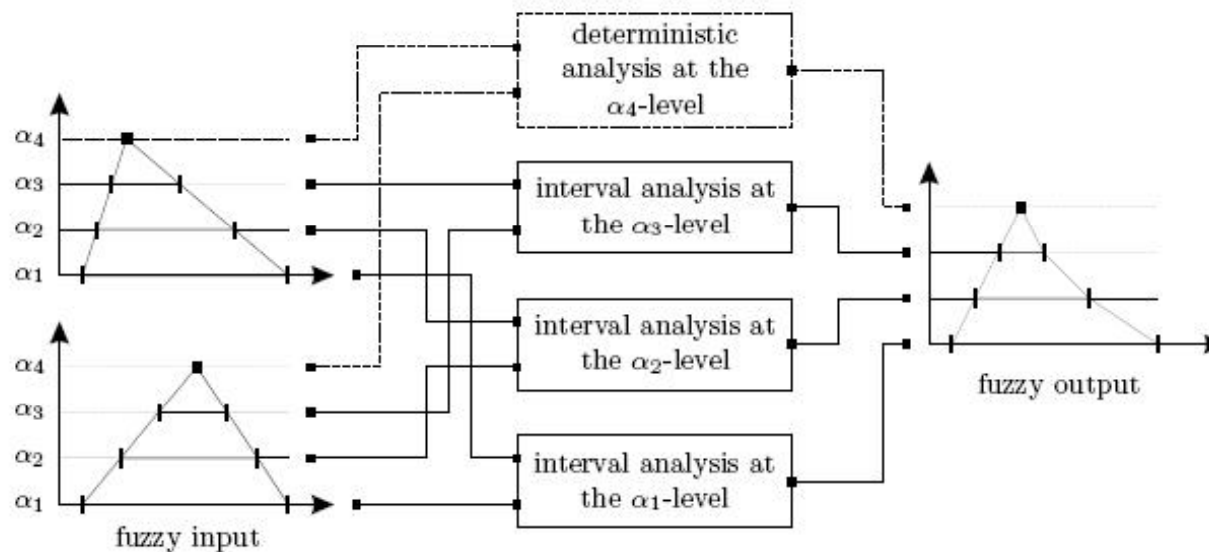 deterministic
analysis at the
α4-level
α4
α3
α2
α1
interval analysis at
the α3-level
interval analysis at
the α2-level
α4
α3
α2
α1
fuzzy input
interval analysis at
the α1-level
fuzzy output